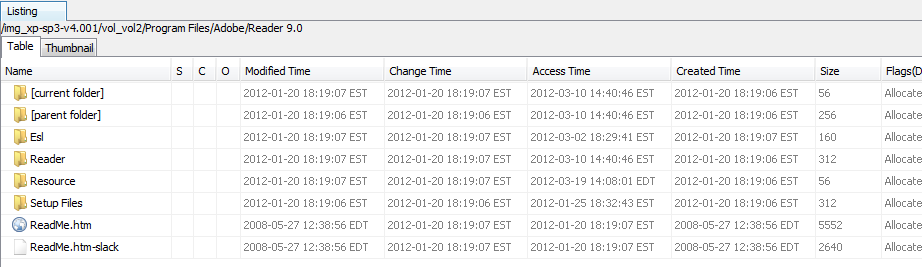 Listing
/img_xp-sp3-v4.001/vol_vol2/Program Files/Adobe/Reader 9.0
Table Thumbnail
Name S C O Modified Time Change Time Access Time Created Time Size Flags(D
[current folder] 2012-01-20 18:19:07 EST 2012-01-20 18:19:07 EST 2012-03-10 14:40:46 EST 2012-01-20 18:19:06 EST 56 Allocate
[parent folder] 2012-01-20 18:19:06 EST 2012-01-20 18:19:06 EST 2012-03-10 14:40:46 EST 2012-01-20 18:19:06 EST 256 Allocate
Esl 2012-01-20 18:19:07 EST 2012-01-20 18:19:07 EST 2012-03-02 18:29:41 EST 2012-01-20 18:19:07 EST 160 Allocate
Reader 2012-01-20 18:19:07 EST 2012-01-20 18:19:07 EST 2012-03-10 14:40:46 EST 2012-01-20 18:19:06 EST 312 Allocate
Resource 2012-01-20 18:19:07 EST 2012-01-20 18:19:07 EST 2012-03-19 14:08:01 EDT 2012-01-20 18:19:07 EST 56 Allocate
Setup Files 2012-01-20 18:19:06 EST 2012-01-20 18:19:06 EST 2012-01-25 18:32:43 EST 2012-01-20 18:19:06 EST 312 Allocate
ReadMe.htm 2008-05-27 12:38:56 EDT 2012-01-20 18:19:07 EST 2012-01-20 18:19:07 EST 2008-05-27 12:38:56 EDT 5552 Allocate
ReadMe.htm-slack 2008-05-27 12:38:56 EDT 2012-01-20 18:19:07 EST 2012-01-20 18:19:07 EST 2008-05-27 12:38:56 EDT 2640 Allocate